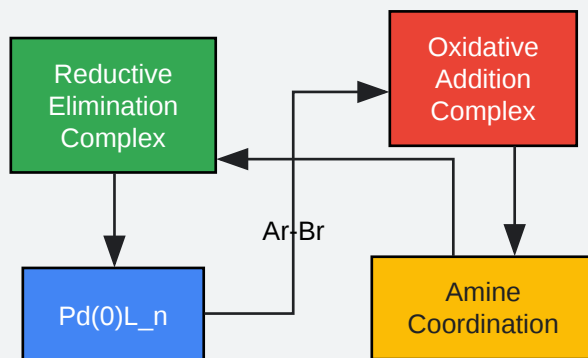 Reductive
Elimination
Complex
Oxidative
Addition
Complex
Ar-Br
Pd(0)L_n
Amine
Coordination